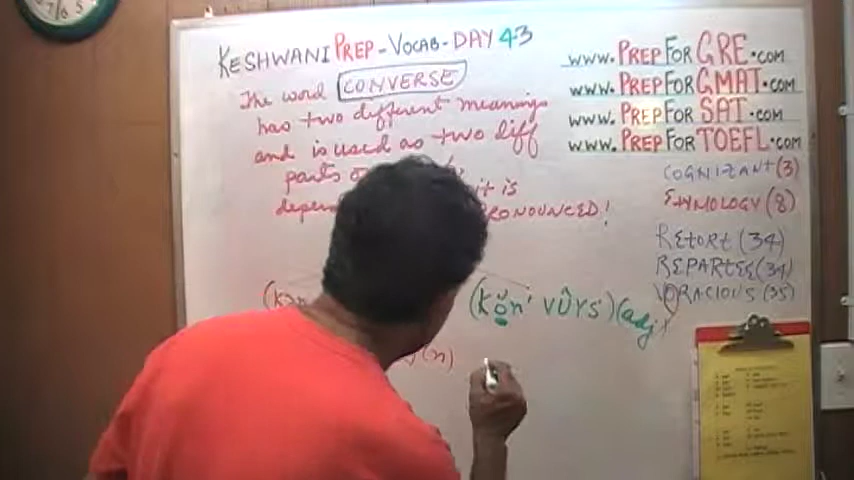 KESHWANI PREP-VOCAB-DAY 43
The word CONVERSE
has two different meanings
and is used as two diff
parts
it is
PRONOUNCED!
(kŏn' VÛYS)(adj)
(n)
www.PREPFORGRE.com
www.PREPFORGMAT.com
www.PREPFORSAT.com
www.PREPFORTOEFL.com
COGNIZANT (3)
ETYMOLOGY (8)
RETORT (34)
REPARTEE (34)
VORACIOUS (35)